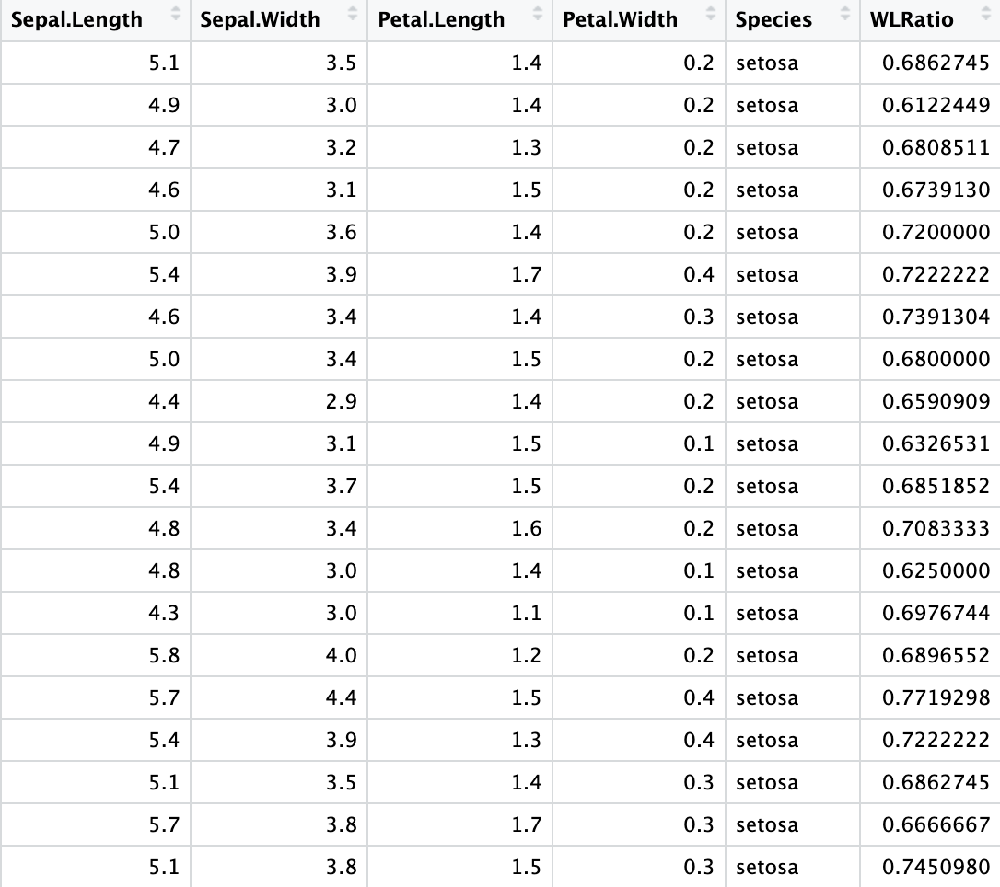 Sepal.Length Sepal.Width Petal.Length Petal.Width Species WLRatio
5.1 3.5 1.4 0.2 setosa 0.6862745
4.9 3.0 1.4 0.2 setosa 0.6122449
4.7 3.2 1.3 0.2 setosa 0.6808511
4.6 3.1 1.5 0.2 setosa 0.6739130
5.0 3.6 1.4 0.2 setosa 0.7200000
5.4 3.9 1.7 0.4 setosa 0.7222222
4.6 3.4 1.4 0.3 setosa 0.7391304
5.0 3.4 1.5 0.2 setosa 0.6800000
4.4 2.9 1.4 0.2 setosa 0.6590909
4.9 3.1 1.5 0.1 setosa 0.6326531
5.4 3.7 1.5 0.2 setosa 0.6851852
4.8 3.4 1.6 0.2 setosa 0.7083333
4.8 3.0 1.4 0.1 setosa 0.6250000
4.3 3.0 1.1 0.1 setosa 0.6976744
5.8 4.0 1.2 0.2 setosa 0.6896552
5.7 4.4 1.5 0.4 setosa 0.7719298
5.4 3.9 1.3 0.4 setosa 0.7222222
5.1 3.5 1.4 0.3 setosa 0.6862745
5.7 3.8 1.7 0.3 setosa 0.6666667
5.1 3.8 1.5 0.3 setosa 0.7450980